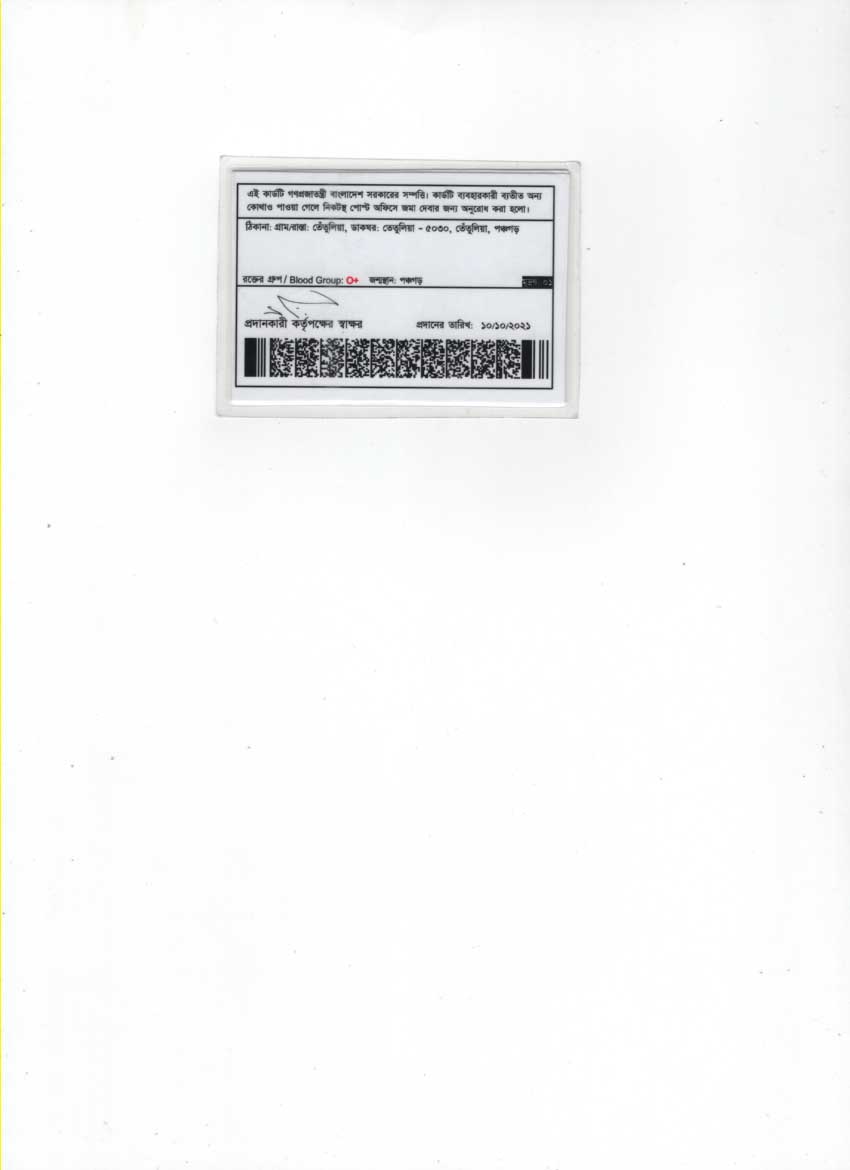 এই কার্ডটি গণপ্রজাতন্ত্রী বাংলাদেশ সরকারের সম্পত্তি। কার্ডটি ব্যবহারকারী ব্যতীত অন্য
কোথাও পাওয়া গেলে নিকটস্থ পোস্ট অফিসে জমা দেবার জন্য অনুরোধ করা হলো।
ঠিকানা: গ্রাম/রাস্তা: তেঁতুলিয়া, ডাকঘর: তেতুলিয়া - ৫০৩০, তেঁতুলিয়া, পঞ্চগড়
রক্তের গ্রুপ / Blood Group: O+ জন্মস্থান: পঞ্চগড় মুদ্রণ: ০১
প্রদানকারী কর্তৃপক্ষের স্বাক্ষর প্রদানের তারিখ: ১০/১০/২০২১